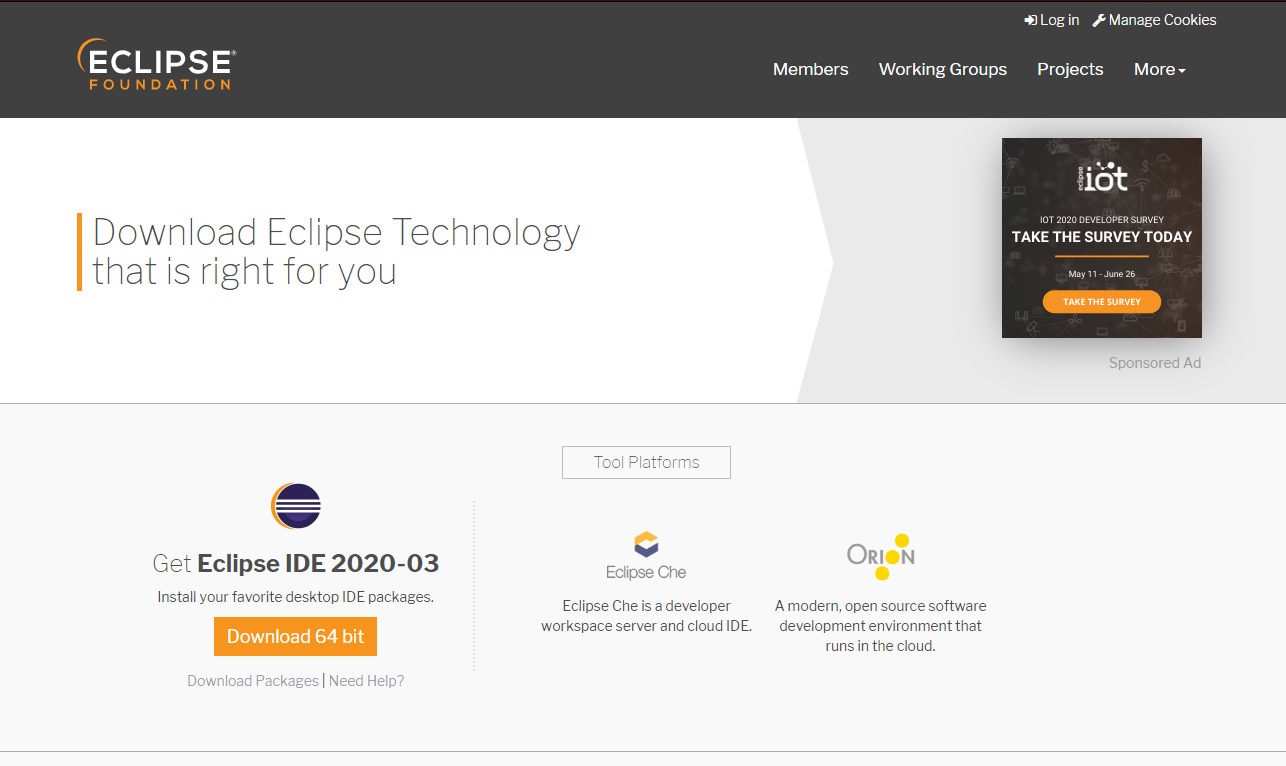 Log in Manage Cookies
ECLIPSE®
FOUNDATION
Members Working Groups Projects More
Download Eclipse Technology
that is right for you
eclipse iot
IOT 2020 DEVELOPER SURVEY
TAKE THE SURVEY TODAY
May 11 - June 26
TAKE THE SURVEY
Sponsored Ad
Tool Platforms
Get Eclipse IDE 2020-03
Install your favorite desktop IDE packages.
Download 64 bit
Download Packages | Need Help?
Eclipse Che
Eclipse Che is a developer
workspace server and cloud IDE.
ORION
A modern, open source software
development environment that
runs in the cloud.